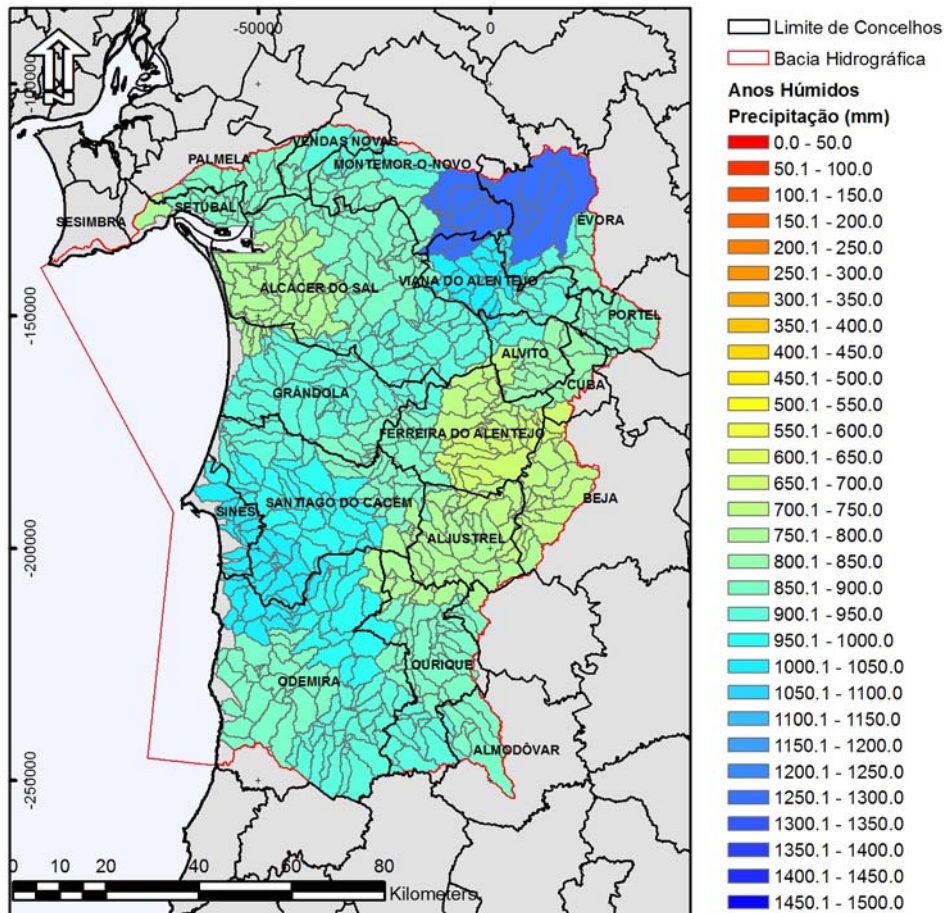 -50000
0
-100000
-150000
-200000
-250000
N
VENDAS NOVAS
PALMELA
MONTEMOR-O-NOVO
SETÚBAL
SESIMBRA
ÉVORA
ALCÁCER DO SAL
VIANA DO ALENTEJO
PORTEL
ALVITO
CUBA
GRÂNDOLA
FERREIRA DO ALENTEJO
BEJA
SANTIAGO DO CACÉM
SINES
ALJUSTREL
OURIQUE
ODEMIRA
ALMODÔVAR
0 10 20 40 60 80
Kilometers
Limite de Concelhos
Bacia Hidrográfica
Anos Húmidos
Precipitação (mm)
0.0 - 50.0
50.1 - 100.0
100.1 - 150.0
150.1 - 200.0
200.1 - 250.0
250.1 - 300.0
300.1 - 350.0
350.1 - 400.0
400.1 - 450.0
450.1 - 500.0
500.1 - 550.0
550.1 - 600.0
600.1 - 650.0
650.1 - 700.0
700.1 - 750.0
750.1 - 800.0
800.1 - 850.0
850.1 - 900.0
900.1 - 950.0
950.1 - 1000.0
1000.1 - 1050.0
1050.1 - 1100.0
1100.1 - 1150.0
1150.1 - 1200.0
1200.1 - 1250.0
1250.1 - 1300.0
1300.1 - 1350.0
1350.1 - 1400.0
1400.1 - 1450.0
1450.1 - 1500.0